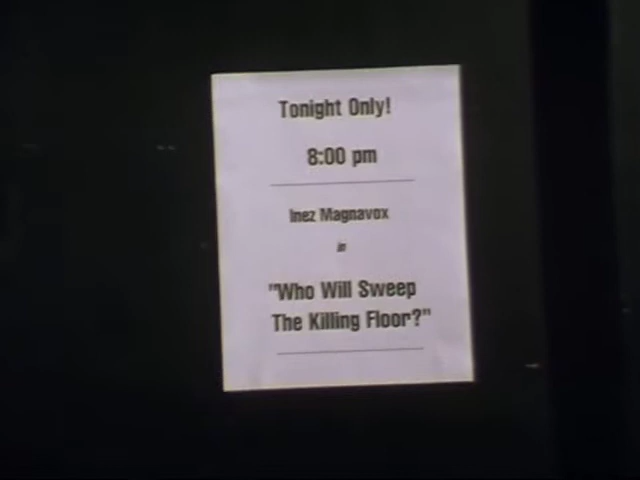 Tonight Only!
8:00 pm
Inez Magnavox
in
"Who Will Sweep
The Killing Floor?"